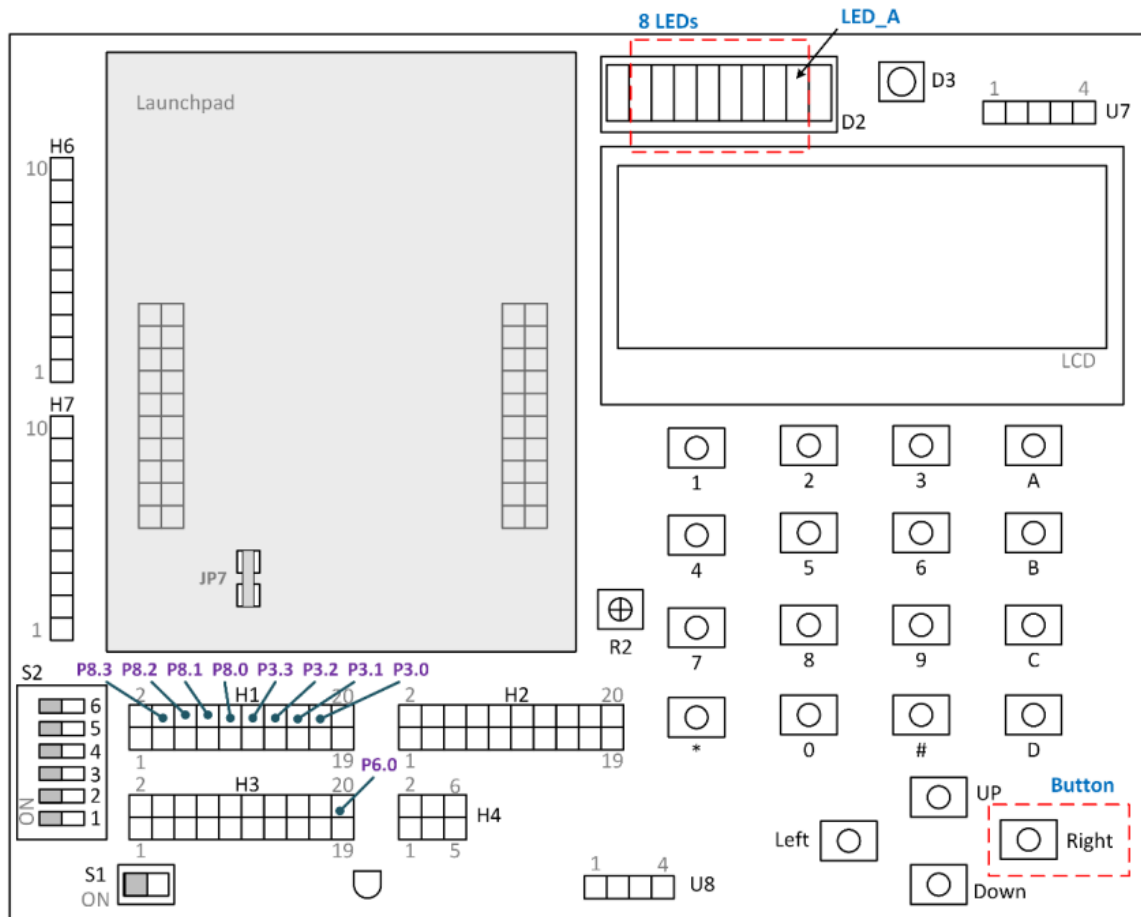 8 LEDs
LED_A
Launchpad
D3
1 4
U7
D2
H6
10
1
LCD
H7
10
1
1 2 3 A
4 5 6 B
JP7
R2
7 8 9 C
S2
P8.3 P8.2 P8.1 P8.0 P3.3 P3.2 P3.1 P3.0
2 H1 20
2 H2 20
6
5
4
3
2
1
ON
1 19
1 19
* 0 # D
P6.0
2 H3 20
2 6
H4
1 19
1 5
UP
Button
Left
Right
Down
S1
ON
1 4
U8